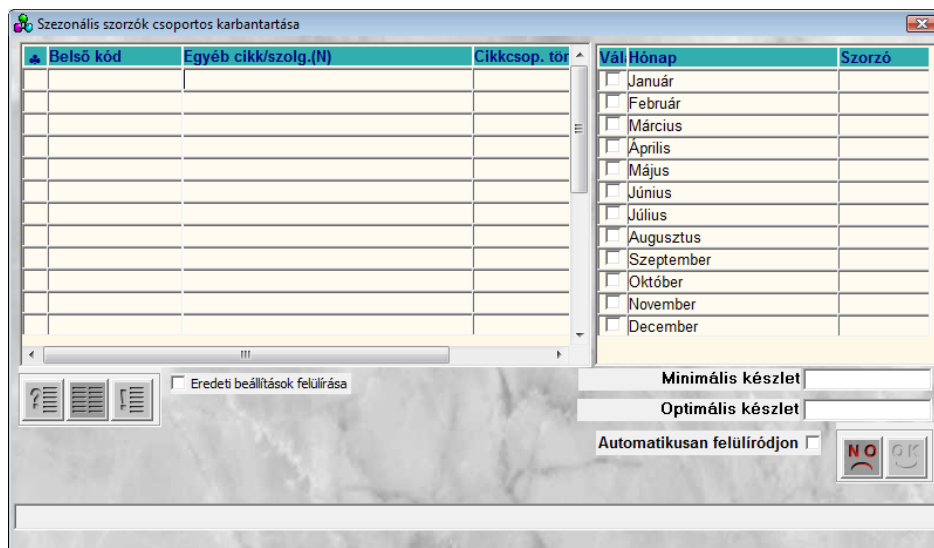 Szezonális szorzók csoportos karbantartása
Belső kód Egyéb cikk/szolg.(N) Cikkcsop. tör
Vál Hónap Szorzó
Január
Február
Március
Április
Május
Június
Július
Augusztus
Szeptember
Október
November
December
Eredeti beállítások felülírása
Minimális készlet
Optimális készlet
Automatikusan felülíródjon
NO OK